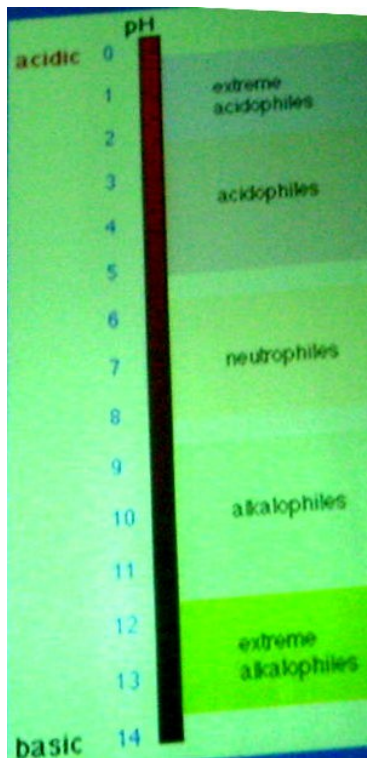 pH
acidic 0
1
extreme
acidophiles
2
3
acidophiles
4
5
6
7
neutrophiles
8
9
10
alkalophiles
11
12
extreme
alkalophiles
13
basic 14